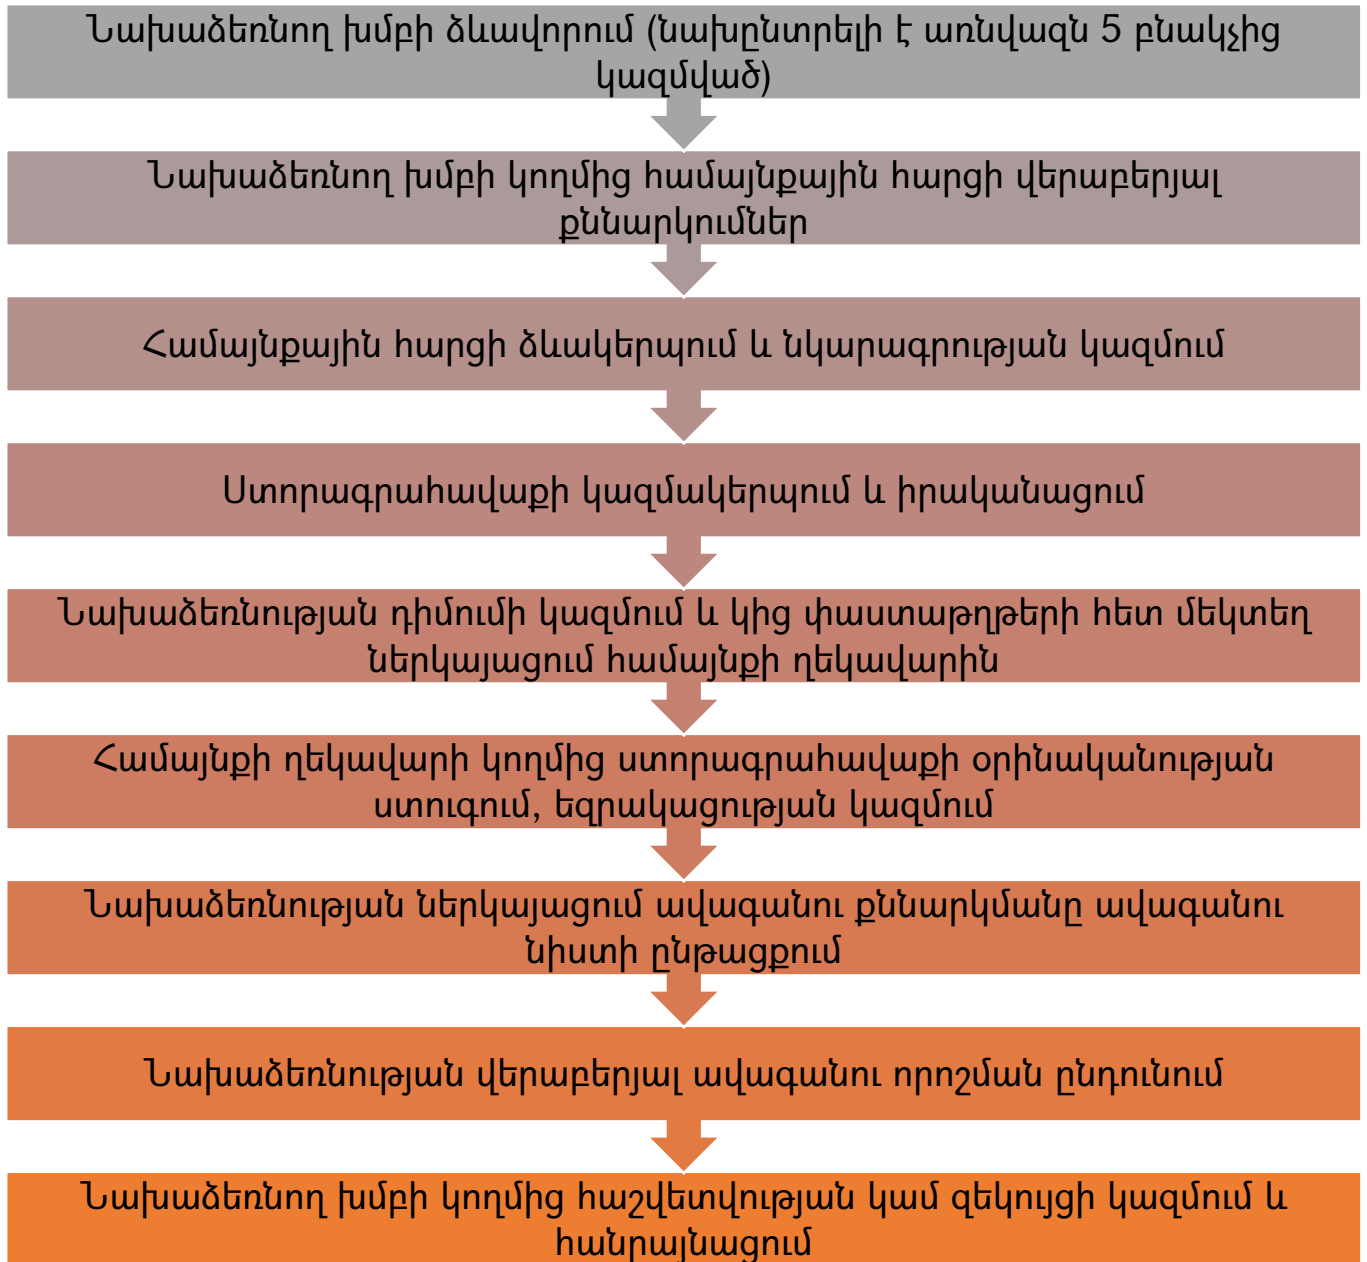 Նախաձեռնող խմբի ձևավորում (նախընտրելի է առնվազն 5 բնակչից
կազմված)
Նախաձեռնող խմբի կողմից համայնքային հարցի վերաբերյալ
քննարկումներ
Համայնքային հարցի ձևակերպում և նկարագրության կազմում
Ստորագրահավաքի կազմակերպում և իրականացում
Նախաձեռնության դիմումի կազմում և կից փաստաթղթերի հետ մեկտեղ
ներկայացում համայնքի ղեկավարին
Համայնքի ղեկավարի կողմից ստորագրահավաքի օրինականության
ստուգում, եզրակացության կազմում
Նախաձեռնության ներկայացում ավագանու քննարկմանը ավագանու
նիստի ընթացքում
Նախաձեռնության վերաբերյալ ավագանու որոշման ընդունում
Նախաձեռնող խմբի կողմից հաշվետվության կամ զեկույցի կազմում և
հանրայնացում